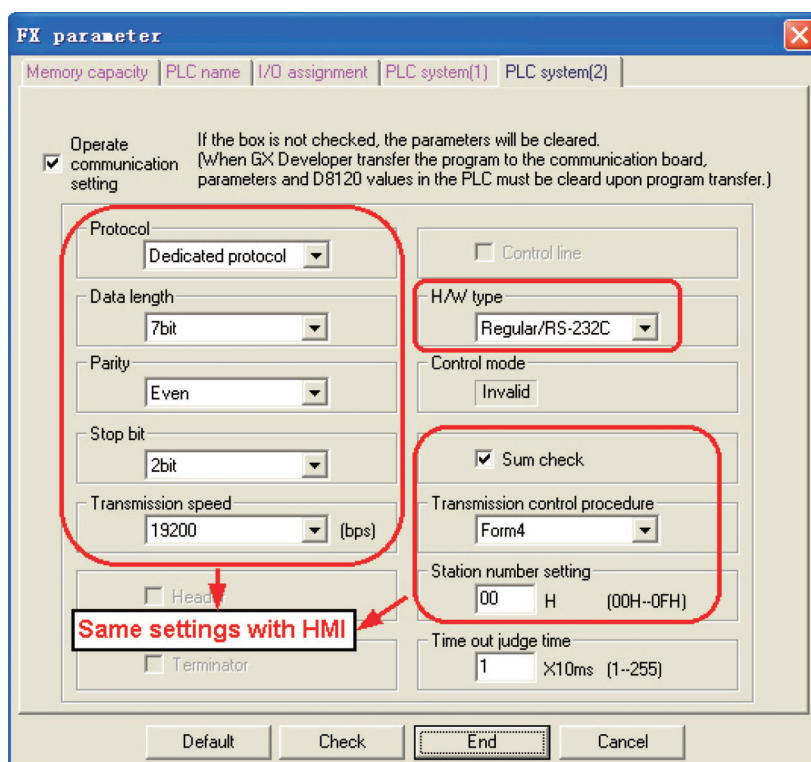 FX parameter
Memory capacity PLC name I/O assignment PLC system(1) PLC system(2)
Operate communication setting
If the box is not checked, the parameters will be cleared.
(When GX Developer transfer the program to the communication board,
parameters and D8120 values in the PLC must be cleard upon program transfer.)
Protocol
Dedicated protocol
Control line
Data length
7bit
H/W type
Regular/RS-232C
Parity
Even
Control mode
Invalid
Stop bit
2bit
Sum check
Transmission speed
19200 (bps)
Transmission control procedure
Form4
Header
Station number setting
00 H (00H--0FH)
Same settings with HMI
Terminator
Time out judge time
1 X10ms (1--255)
Default Check End Cancel